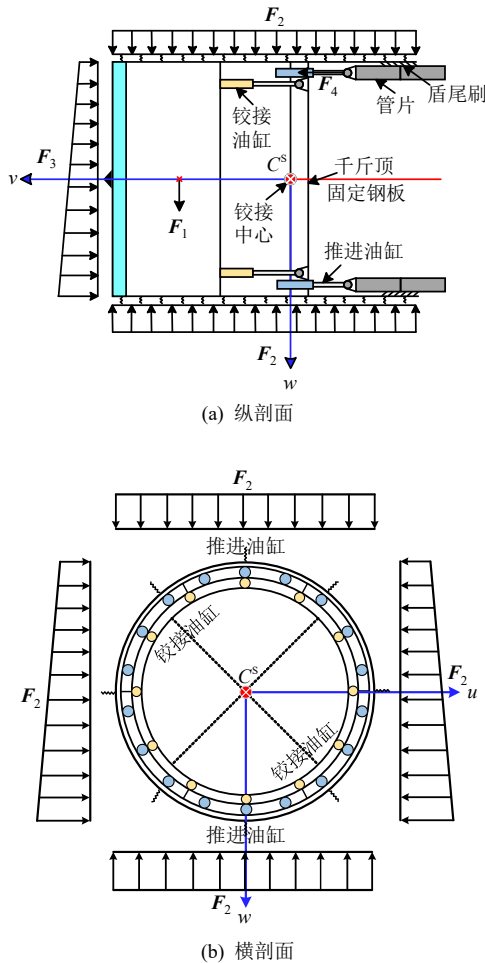 F₂
F₄
盾尾刷
管片
铰接
油缸
F₃
v
Cˢ
千斤顶
固定钢板
F₁
铰接
中心
推进油缸
F₂
w
(a) 纵剖面
F₂
推进油缸
铰接油缸
Cˢ
F₂
F₂
u
铰接油缸
推进油缸
F₂
w
(b) 横剖面